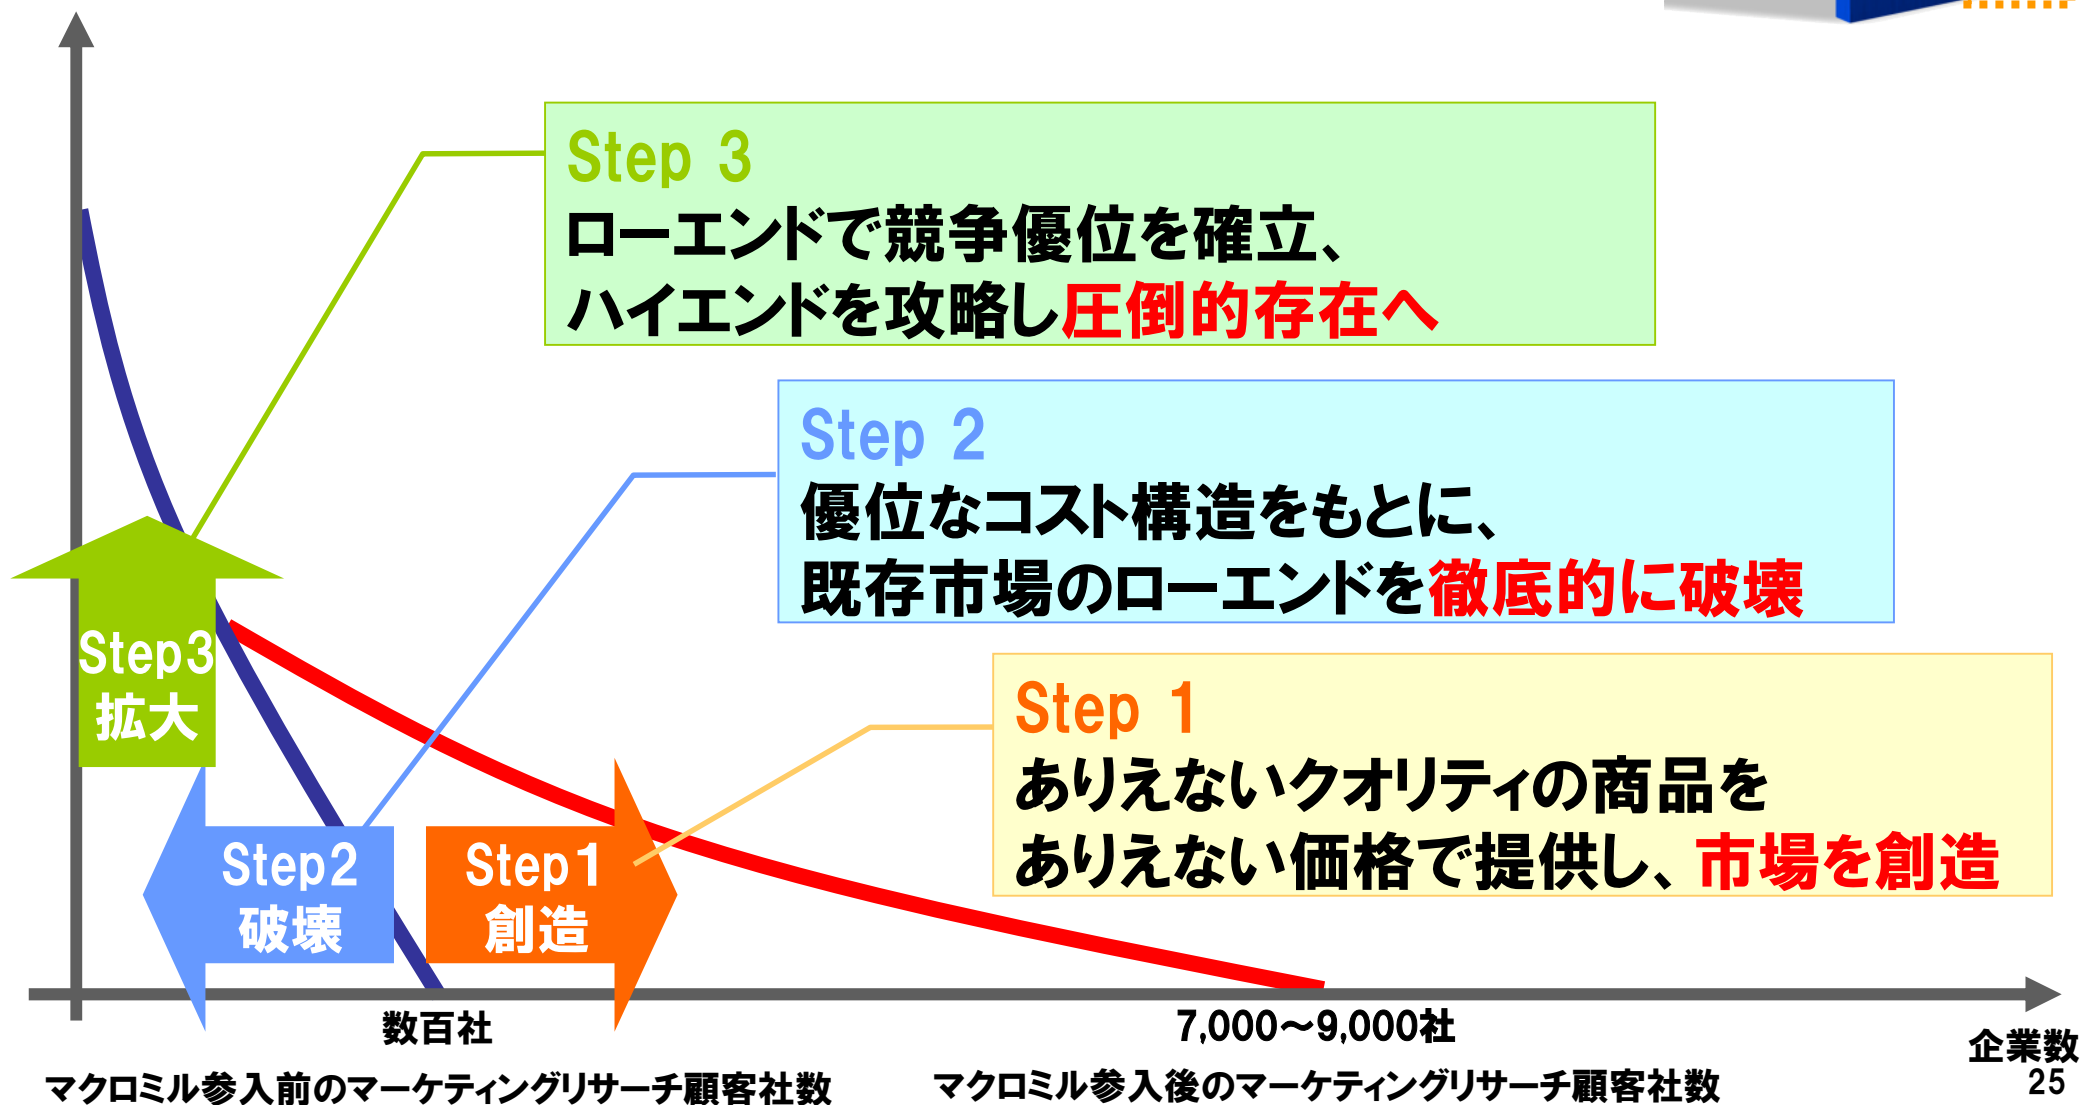 Step 3
ローエンドで競争優位を確立、
ハイエンドを攻略し圧倒的存在へ
Step 2
優位なコスト構造をもとに、
既存市場のローエンドを徹底的に破壊
Step 1
ありえないクオリティの商品を
ありえない価格で提供し、市場を創造
Step3
拡大
Step2
破壊
Step1
創造
数百社
7,000～9,000社
企業数
マクロミル参入前のマーケティングリサーチ顧客社数
マクロミル参入後のマーケティングリサーチ顧客社数
25